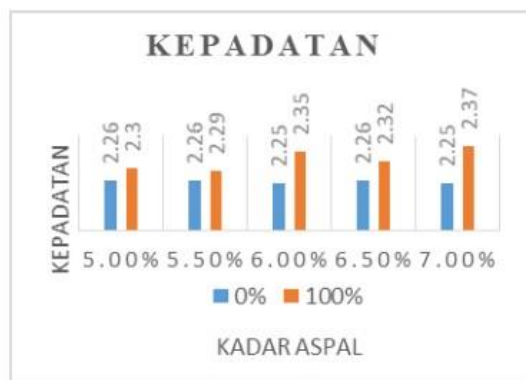 KEPADATAN
2.26 2.3 2.26 2.29 2.25 2.35 2.26 2.32 2.25 2.37
KEPADATAN
5.00% 5.50% 6.00% 6.50% 7.00%
0% 100%
KADAR ASPAL